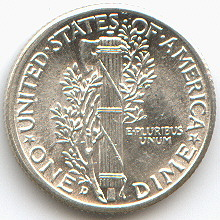 UNITED·STATES·OF·AMERICA
E·PLURIBUS
UNUM
D
ONE DIME